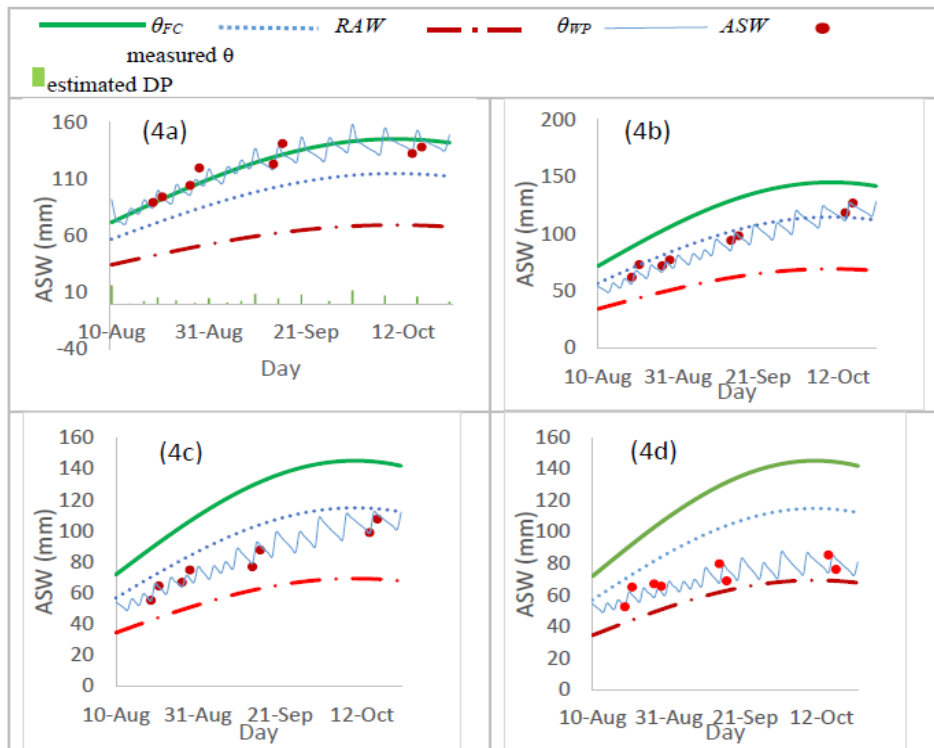 θFC RAW θWP ASW
measured θ
estimated DP
(4a)
160
110
60
10
-40
ASW (mm)
10-Aug 31-Aug 21-Sep 12-Oct
Day
(4b)
200
150
100
50
0
ASW (mm)
10-Aug 31-Aug 21-Sep 12-Oct
Day
(4c)
160
140
120
100
80
60
40
20
0
ASW (mm)
10-Aug 31-Aug 21-Sep 12-Oct
Day
(4d)
160
140
120
100
80
60
40
20
0
ASW (mm)
10-Aug 31-Aug 21-Sep 12-Oct
Day